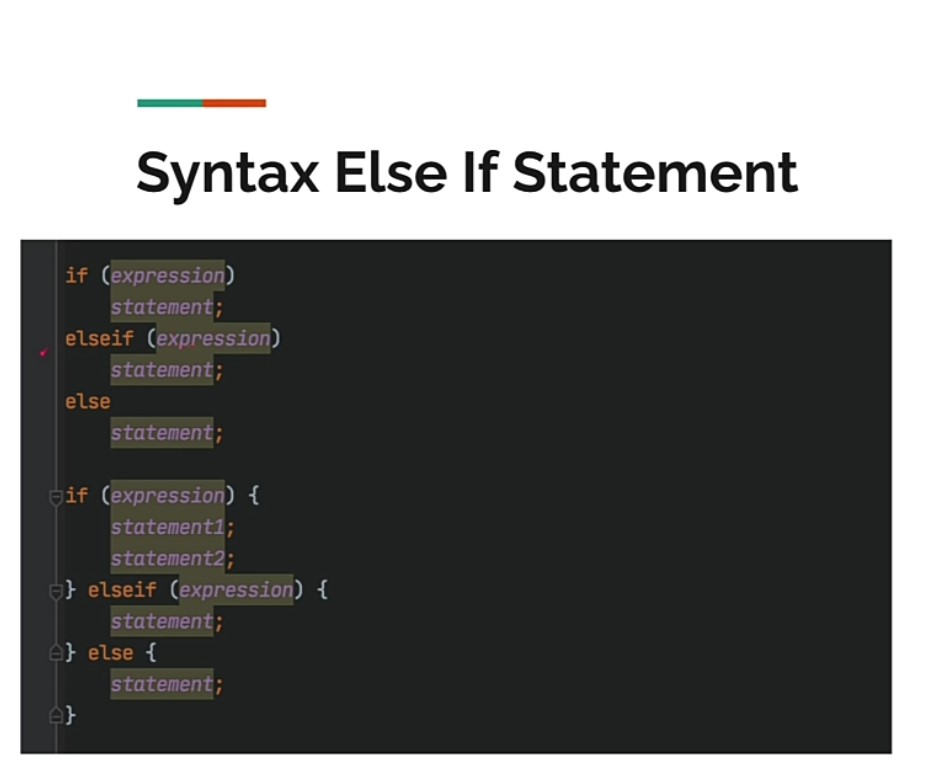 Syntax Else If Statement
if (expression)
statement;
elseif (expression)
statement;
else
statement;
if (expression) {
statement1;
statement2;
} elseif (expression) {
statement;
} else {
statement;
}